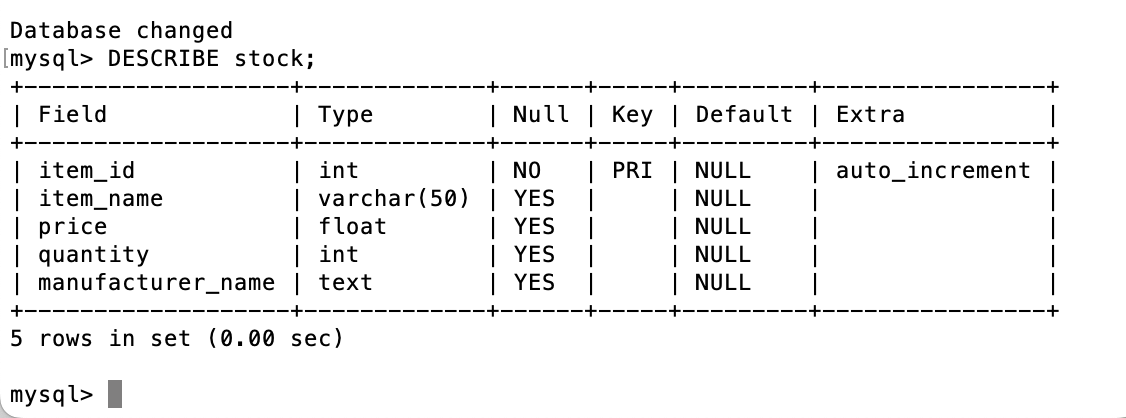 Database changed
[mysql> DESCRIBE stock;
+-------------------+-------------+------+-----+---------+----------------+
| Field             | Type        | Null | Key | Default | Extra          |
+-------------------+-------------+------+-----+---------+----------------+
| item_id           | int         | NO   | PRI | NULL    | auto_increment |
| item_name         | varchar(50) | YES  |     | NULL    |                |
| price             | float       | YES  |     | NULL    |                |
| quantity          | int         | YES  |     | NULL    |                |
| manufacturer_name | text        | YES  |     | NULL    |                |
+-------------------+-------------+------+-----+---------+----------------+
5 rows in set (0.00 sec)
mysql>